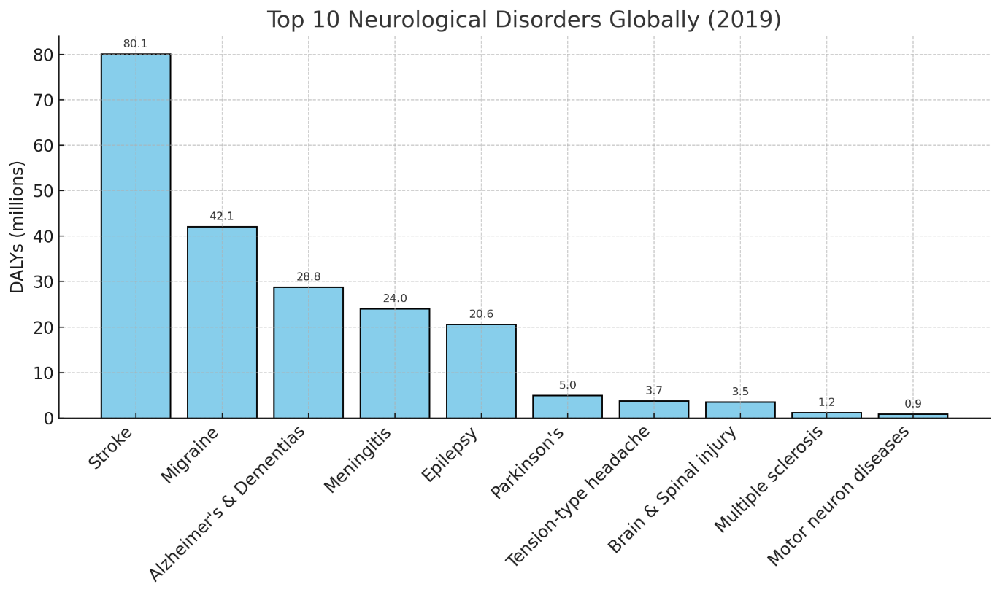 Top 10 Neurological Disorders Globally (2019)
DALYs (millions)
80
70
60
50
40
30
20
10
0
80.1
42.1
28.8
24.0
20.6
5.0
3.7
3.5
1.2
0.9
Stroke
Migraine
Alzheimer's & Dementias
Meningitis
Epilepsy
Parkinson's
Tension-type headache
Brain & Spinal injury
Multiple sclerosis
Motor neuron diseases